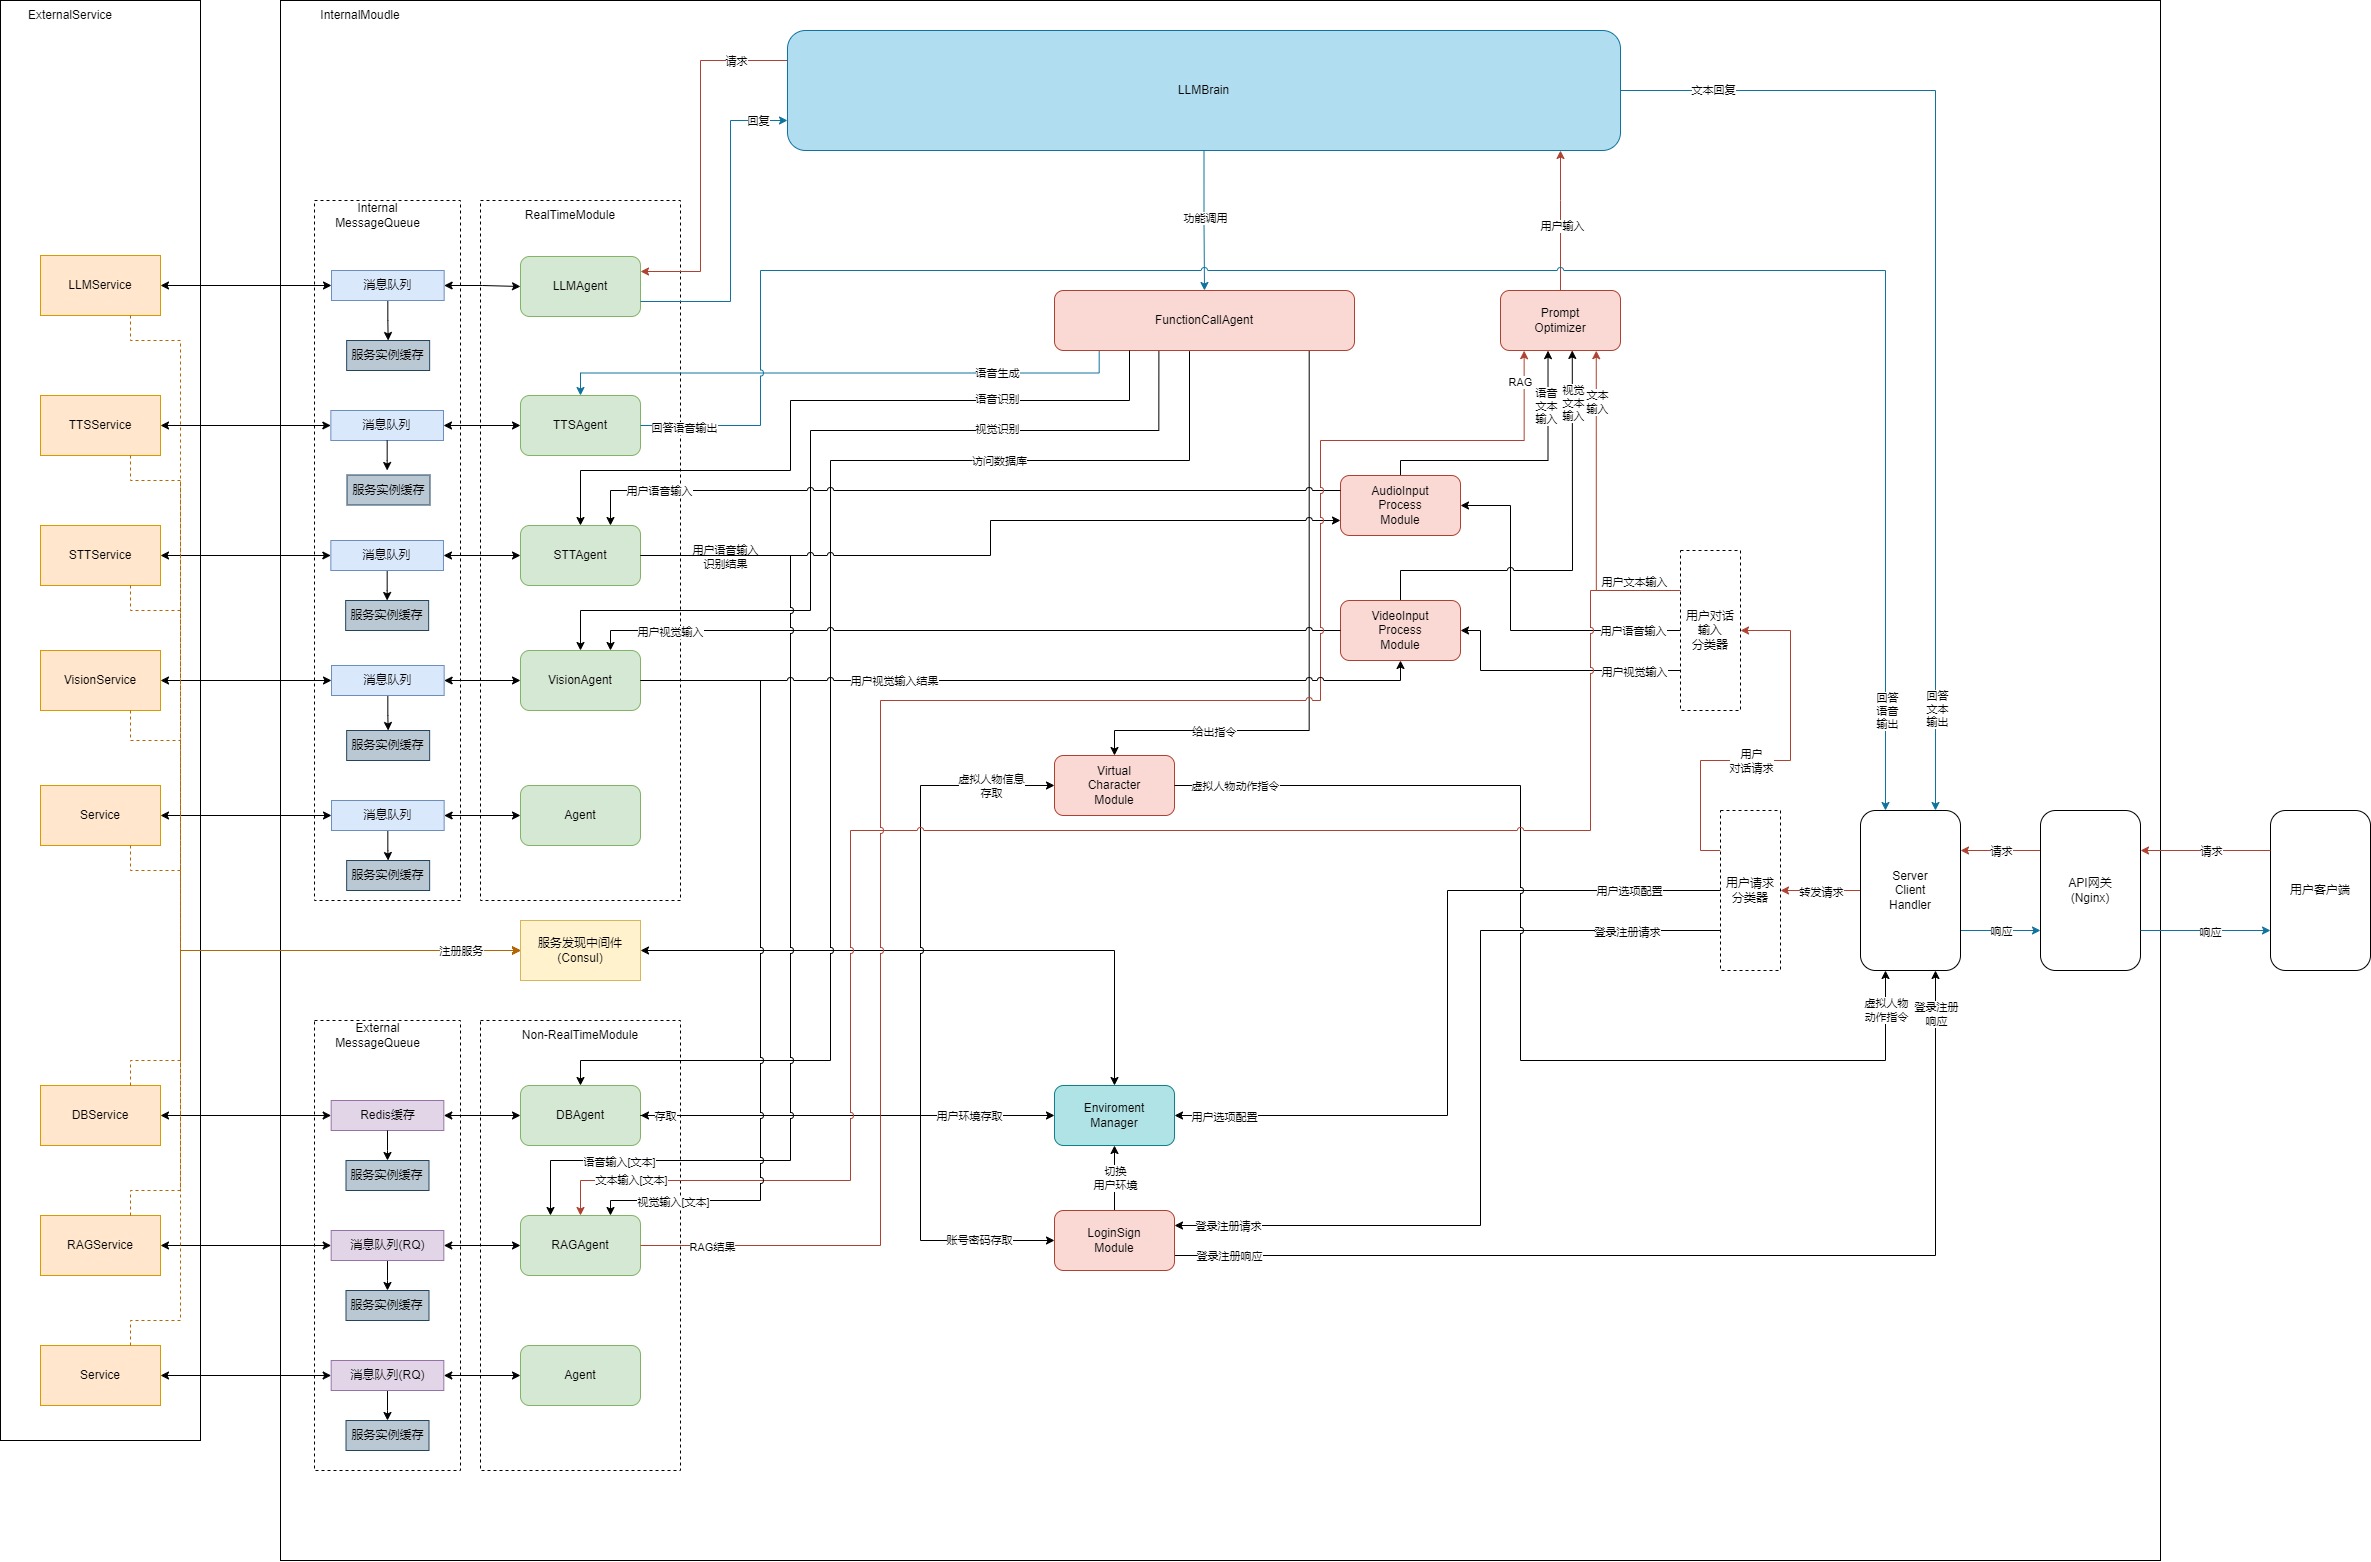 ExternalService
InternalMoudle
LLMBrain
请求
回复
文本回复
功能调用
用户输入
Internal
MessageQueue
RealTimeModule
LLMService
消息队列
LLMAgent
服务实例缓存
FunctionCallAgent
Prompt
Optimizer
语音生成
语音识别
视觉识别
访问数据库
RAG
语音
文本
输入
视觉
文本
输入
文本
输入
TTSService
消息队列
TTSAgent
回答语音输出
服务实例缓存
用户语音输入
AudioInput
Process
Module
STTService
消息队列
STTAgent
用户语音输入
识别结果
服务实例缓存
用户文本输入
用户语音输入
用户视觉输入
用户对话
输入
分类器
用户视觉输入
VideoInput
Process
Module
VisionService
消息队列
VisionAgent
用户视觉输入结果
服务实例缓存
回答
语音
输出
回答
文本
输出
给出指令
用户
对话请求
虚拟人物信息
存取
Virtual
Character
Module
虚拟人物动作指令
Service
消息队列
Agent
服务实例缓存
用户选项配置
登录注册请求
用户请求
分类器
转发请求
Server
Client
Handler
请求
响应
API网关
(Nginx)
请求
响应
用户客户端
注册服务
服务发现中间件
(Consul)
虚拟人物
动作指令
登录注册
响应
External
MessageQueue
Non-RealTimeModule
DBService
Redis缓存
DBAgent
存取
用户环境存取
Enviroment
Manager
用户选项配置
服务实例缓存
语音输入[文本]
文本输入[文本]
视觉输入[文本]
切换
用户环境
RAGService
消息队列(RQ)
RAGAgent
RAG结果
账号密码存取
LoginSign
Module
登录注册请求
登录注册响应
服务实例缓存
Service
消息队列(RQ)
Agent
服务实例缓存